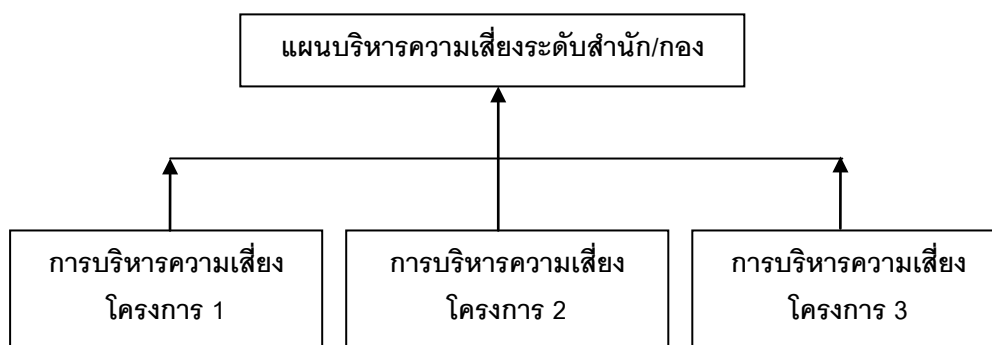 แผนบริหารความเสี่ยงระดับสำนัก/กอง
การบริหารความเสี่ยง
โครงการ 1
การบริหารความเสี่ยง
โครงการ 2
การบริหารความเสี่ยง
โครงการ 3